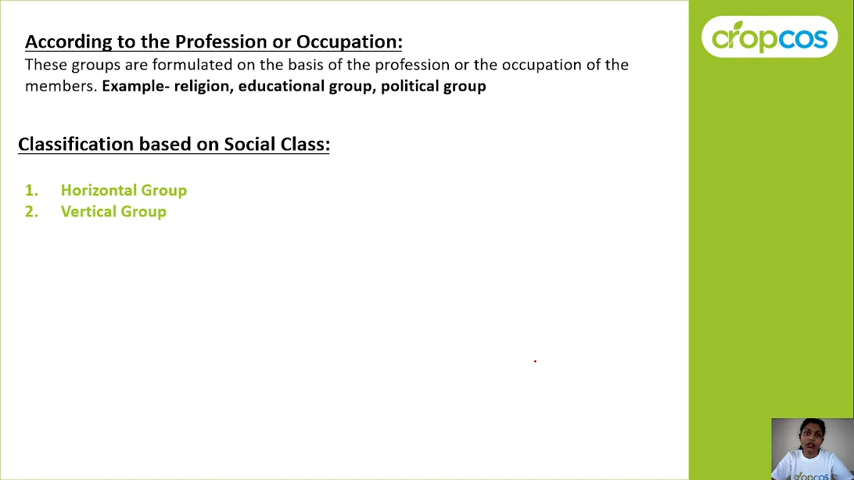 According to the Profession or Occupation:
These groups are formulated on the basis of the profession or the occupation of the
members. Example- religion, educational group, political group
Classification based on Social Class:
1. Horizontal Group
2. Vertical Group
cropcos
cropcos